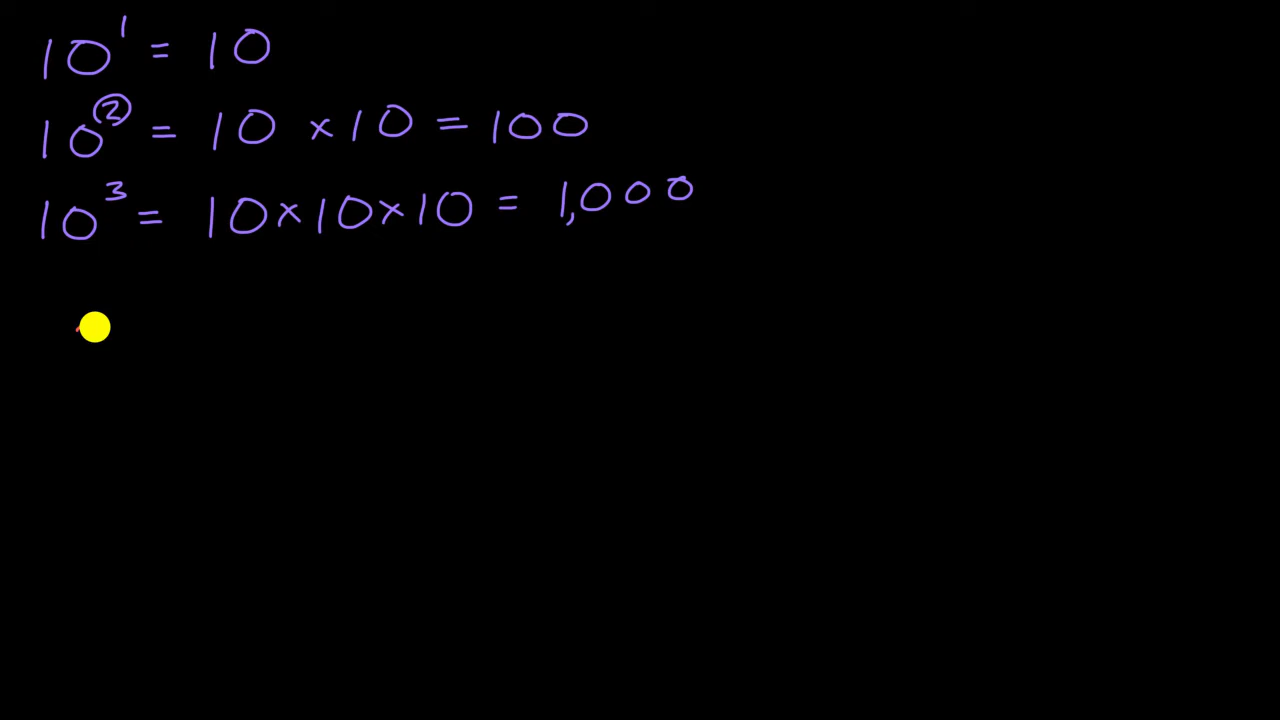 10¹ = 10
10² = 10 × 10 = 100
10³ = 10 × 10 × 10 = 1,000